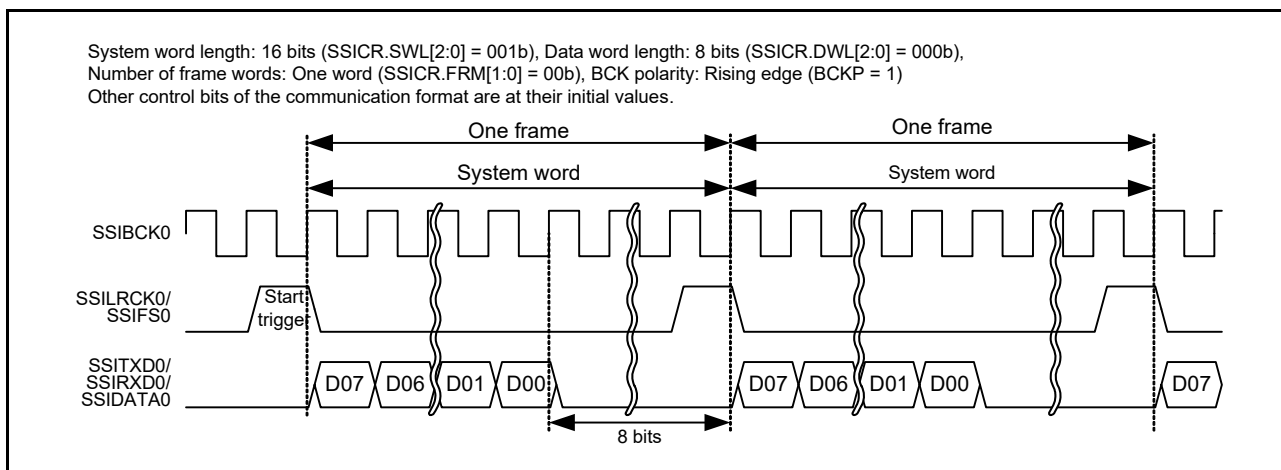 System word length: 16 bits (SSICR.SWL[2:0] = 001b), Data word length: 8 bits (SSICR.DWL[2:0] = 000b),
Number of frame words: One word (SSICR.FRM[1:0] = 00b), BCK polarity: Rising edge (BCKP = 1)
Other control bits of the communication format are at their initial values.
One frame One frame
System word System word
SSIBCK0
SSILRCK0/
SSIFS0
Start
trigger
SSITXD0/
SSIRXD0/
SSIDATA0
D07 D06 D01 D00 D07 D06 D01 D00 D07
8 bits